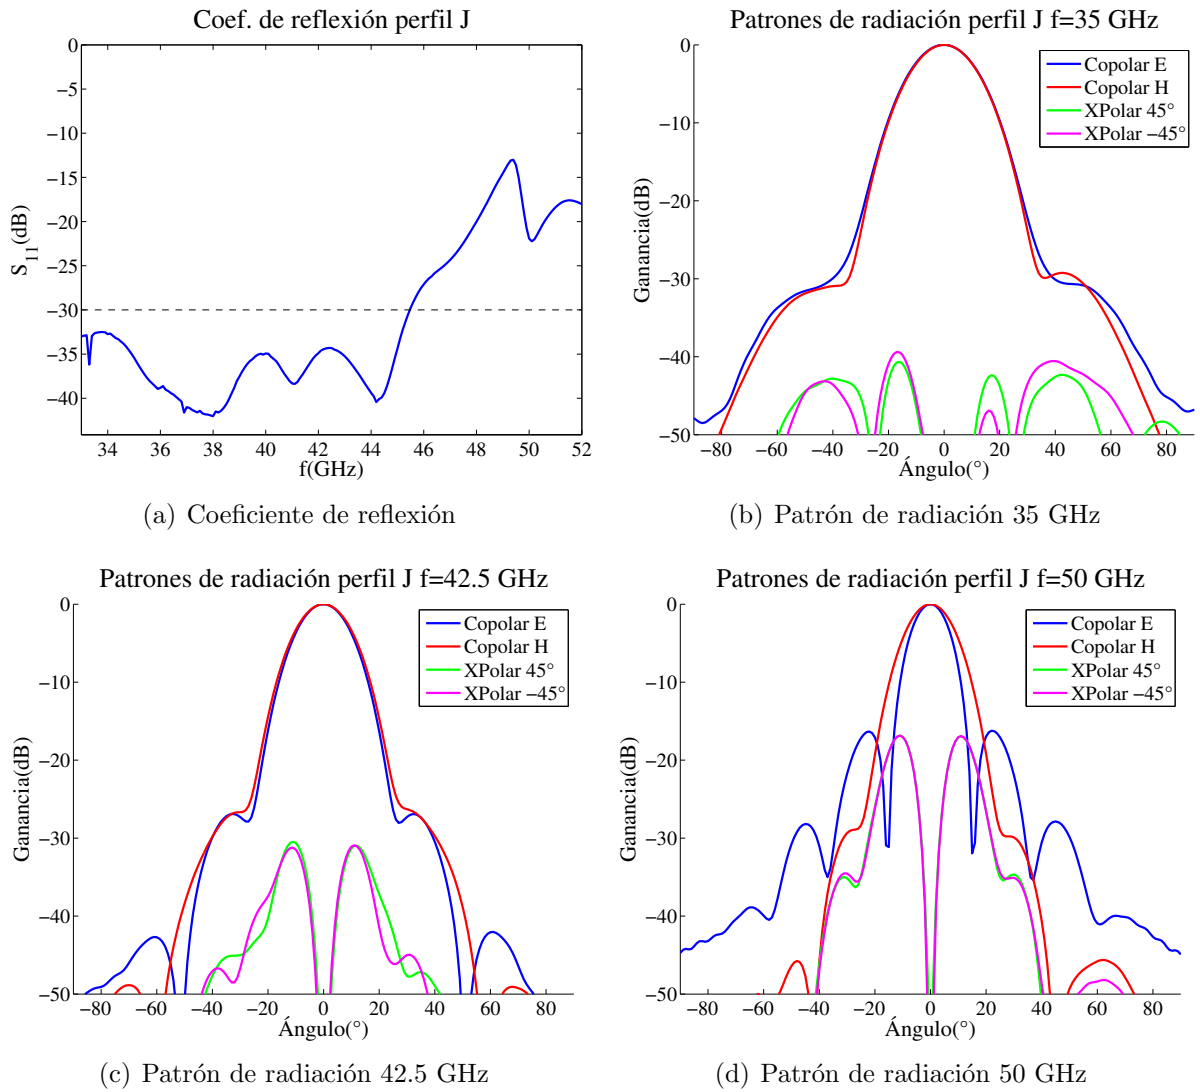 Coef. de reflexión perfil J
0
−5
−10
−15
−20
−25
−30
−35
−40
S11(dB)
34 36 38 40 42 44 46 48 50 52
f(GHz)
(a) Coeficiente de reflexión
Patrones de radiación perfil J f=35 GHz
Copolar E
Copolar H
XPolar 45°
XPolar −45°
0
−10
−20
−30
−40
−50
Ganancia(dB)
−80 −60 −40 −20 0 20 40 60 80
Ángulo(°)
(b) Patrón de radiación 35 GHz
Patrones de radiación perfil J f=42.5 GHz
Copolar E
Copolar H
XPolar 45°
XPolar −45°
0
−10
−20
−30
−40
−50
Ganancia(dB)
−80 −60 −40 −20 0 20 40 60 80
Ángulo(°)
(c) Patrón de radiación 42.5 GHz
Patrones de radiación perfil J f=50 GHz
Copolar E
Copolar H
XPolar 45°
XPolar −45°
0
−10
−20
−30
−40
−50
Ganancia(dB)
−80 −60 −40 −20 0 20 40 60 80
Ángulo(°)
(d) Patrón de radiación 50 GHz